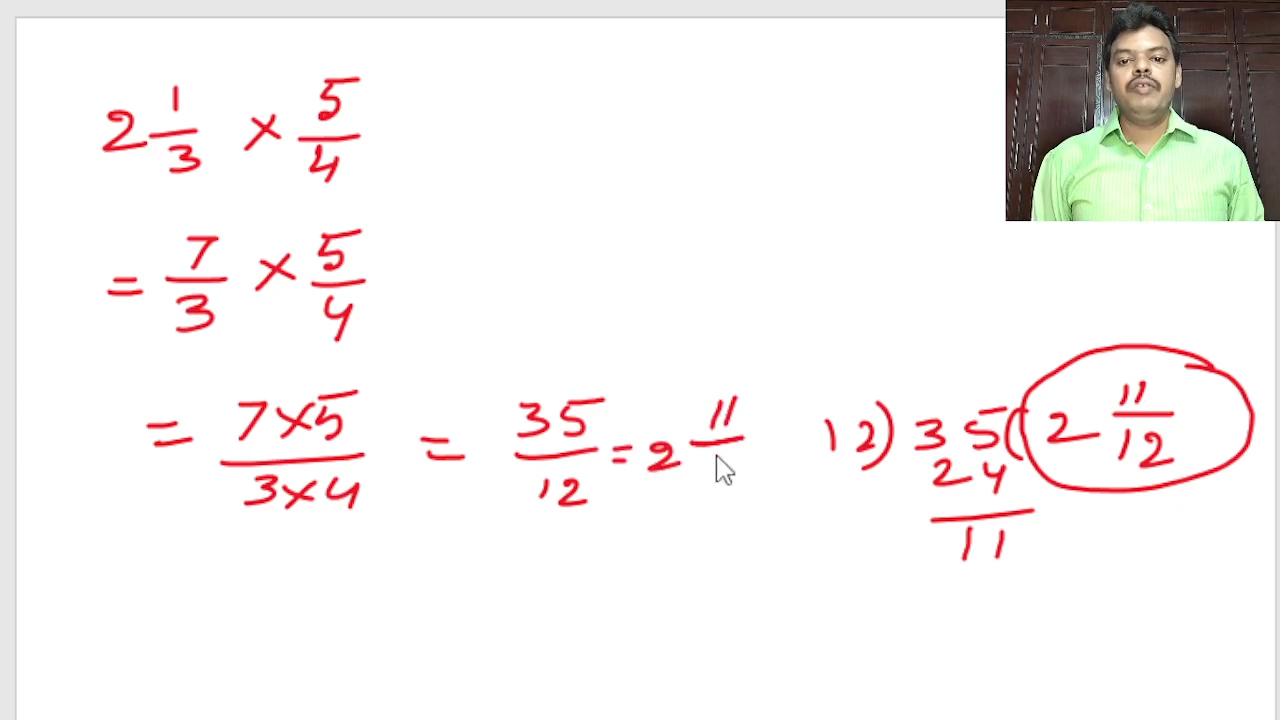 2 1/3 × 5/4
= 7/3 × 5/4
= 7×5/3×4 = 35/12 = 2 11/
12)35(2 11/12
24
11